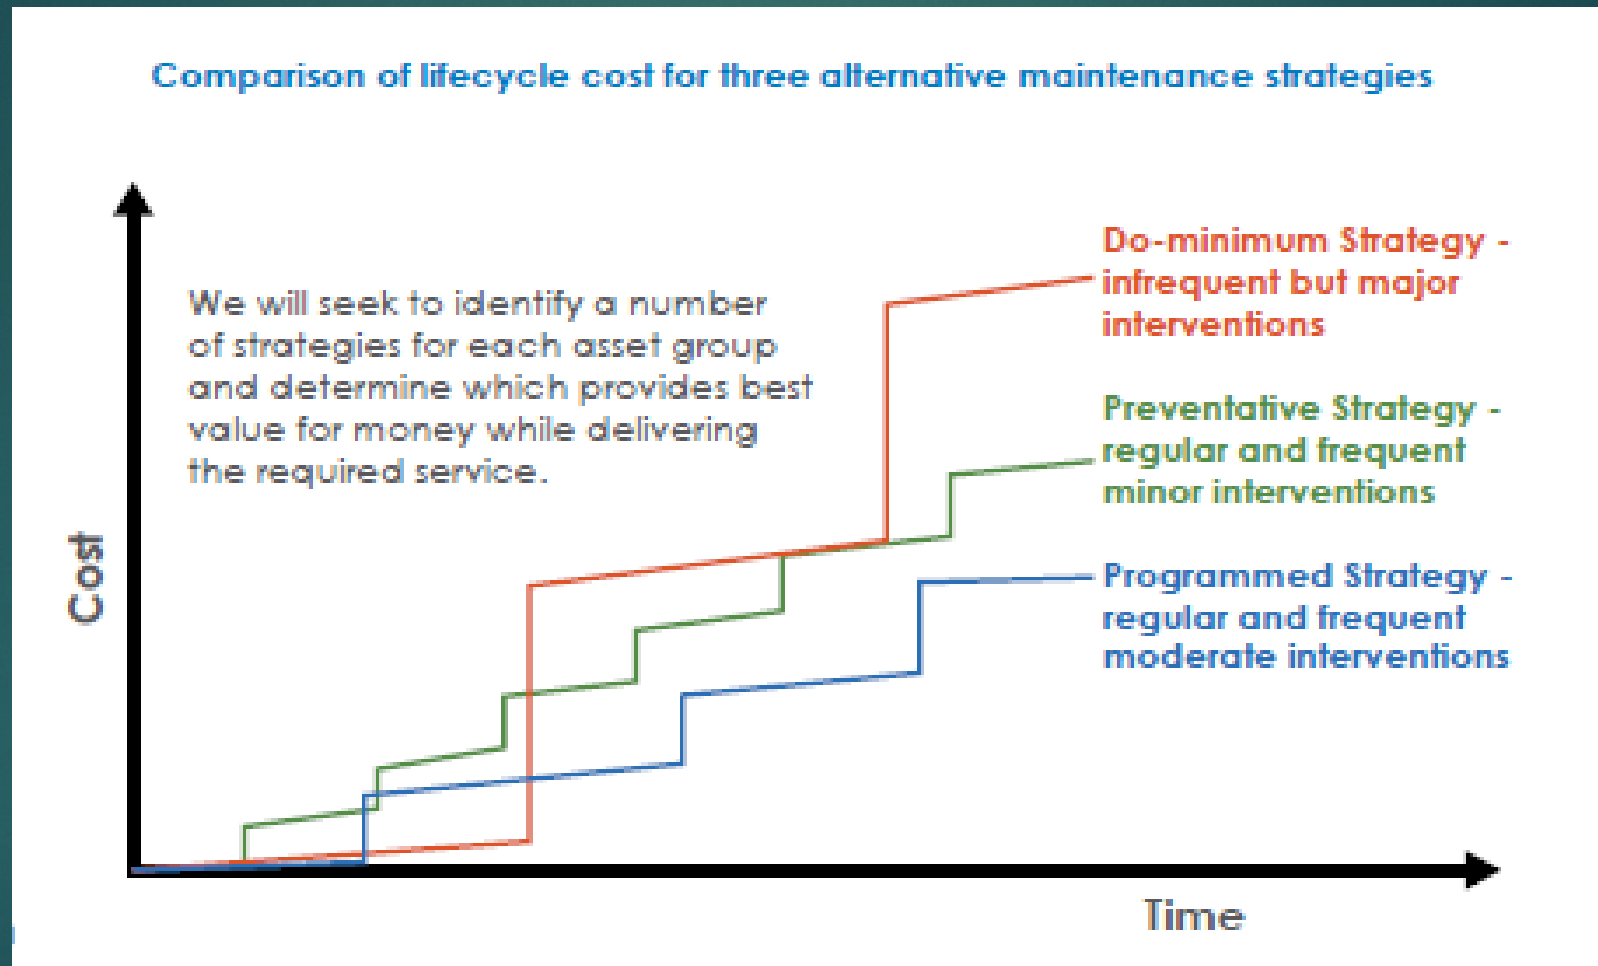 Comparison of lifecycle cost for three alternative maintenance strategies
We will seek to identify a number
of strategies for each asset group
and determine which provides best
value for money while delivering
the required service.
Do-minimum Strategy -
infrequent but major
interventions
Preventative Strategy -
regular and frequent
minor interventions
Programmed Strategy -
regular and frequent
moderate interventions
Cost
Time